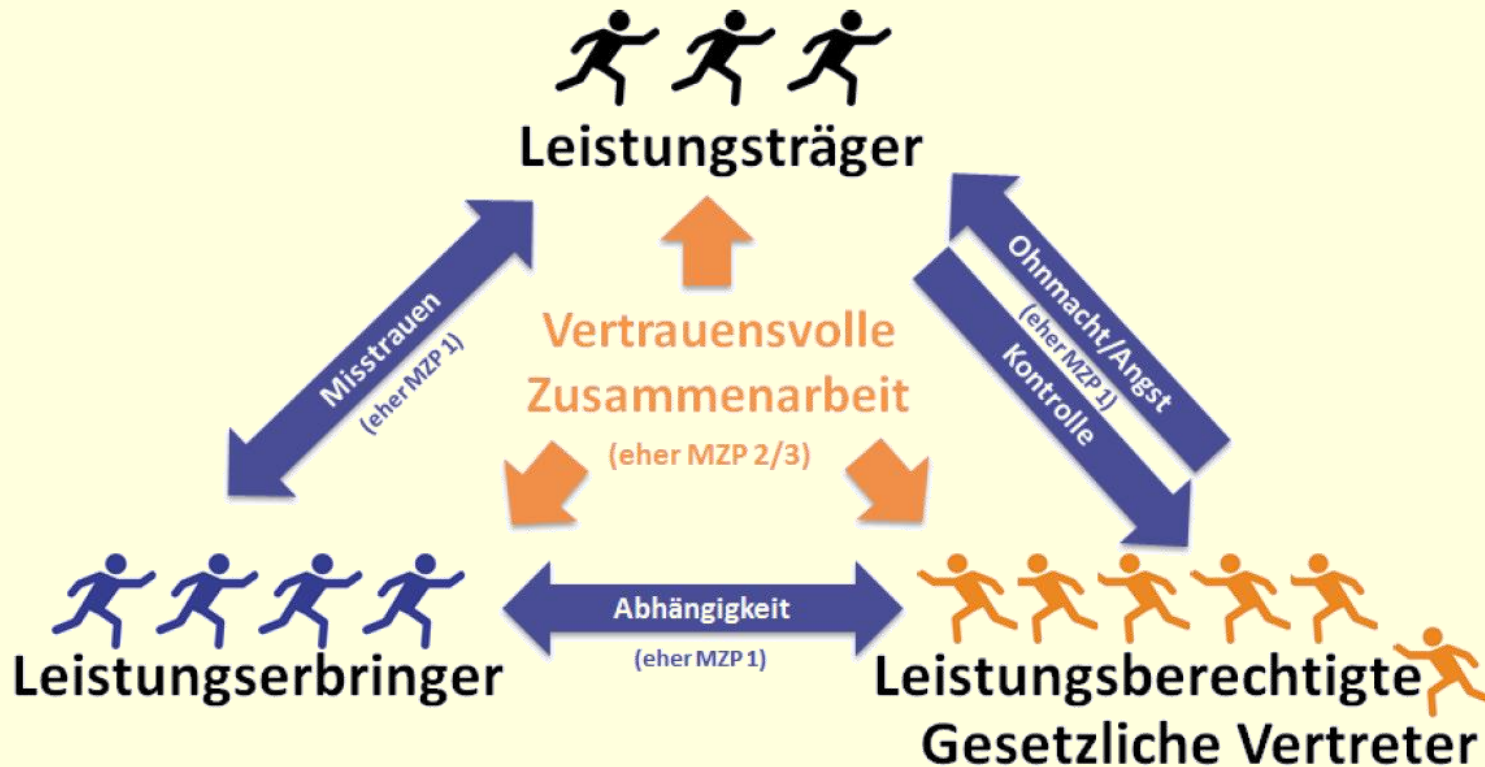 Leistungsträger
Misstrauen
(eher MZP 1)
Vertrauensvolle
Zusammenarbeit
(eher MZP 2/3)
Ohnmacht/Angst
(eher MZP 1)
Kontrolle
Abhängigkeit
(eher MZP 1)
Leistungserbringer
Leistungsberechtigte
Gesetzliche Vertreter